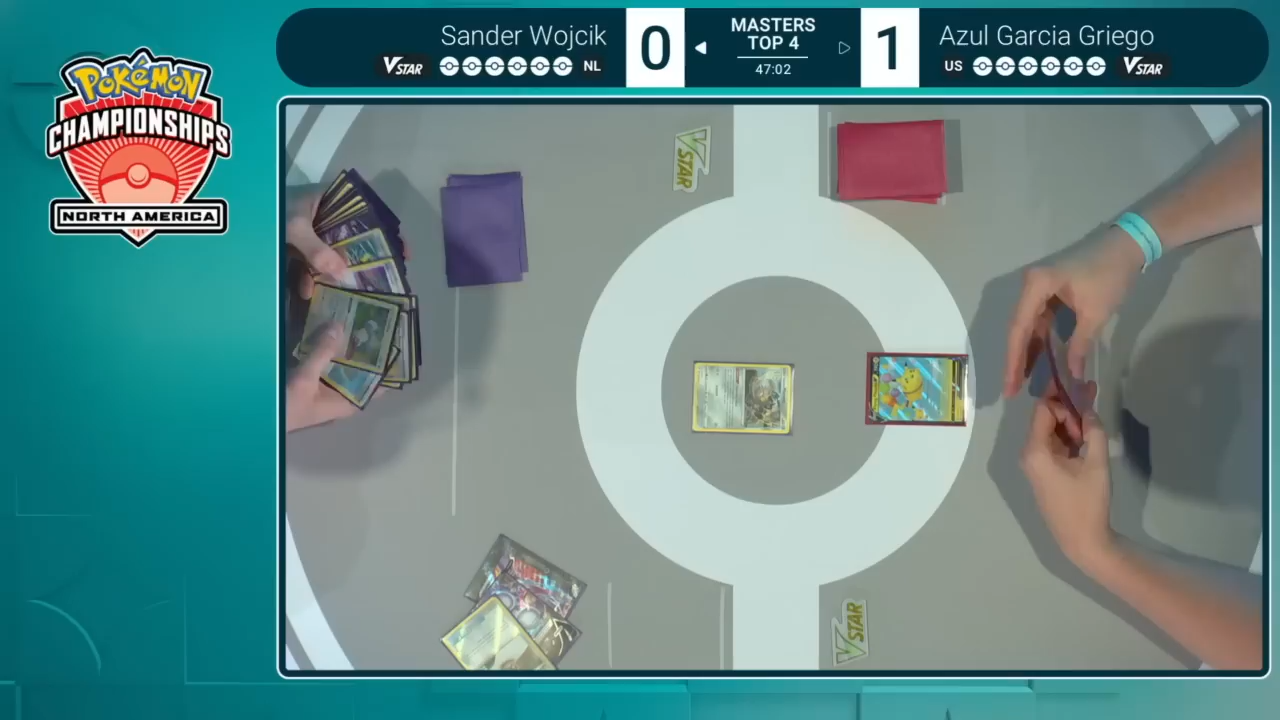 Pokémon
CHAMPIONSHIPS
NORTH AMERICA
Sander Wojcik
VSTAR
NL
0
MASTERS
TOP 4
47:02
1
Azul Garcia Griego
US
VSTAR
VSTAR
VSTAR